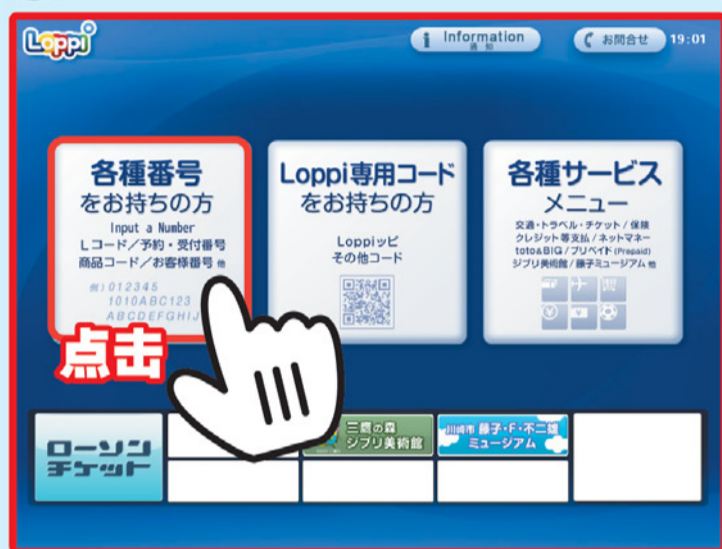 Loppi
Information
通知
お問合せ
19:01
各種番号
をお持ちの方
Input a Number
Lコード/予約・受付番号
商品コード/お客様番号 他
例)012345
1010ABC123
ABCDEFGHIJ
点击
Loppi専用コード
をお持ちの方
Loppiッピ
その他コード
各種サービス
メニュー
交通・トラベル・チケット/保険
クレジット等支払/ネットマネー
toto&BIG/プリペイド(Prepaid)
ジブリ美術館/藤子ミュージアム 他
ローソン
チケット
三鷹の森
ジブリ美術館
川崎市 藤子・F・不二雄
ミュージアム